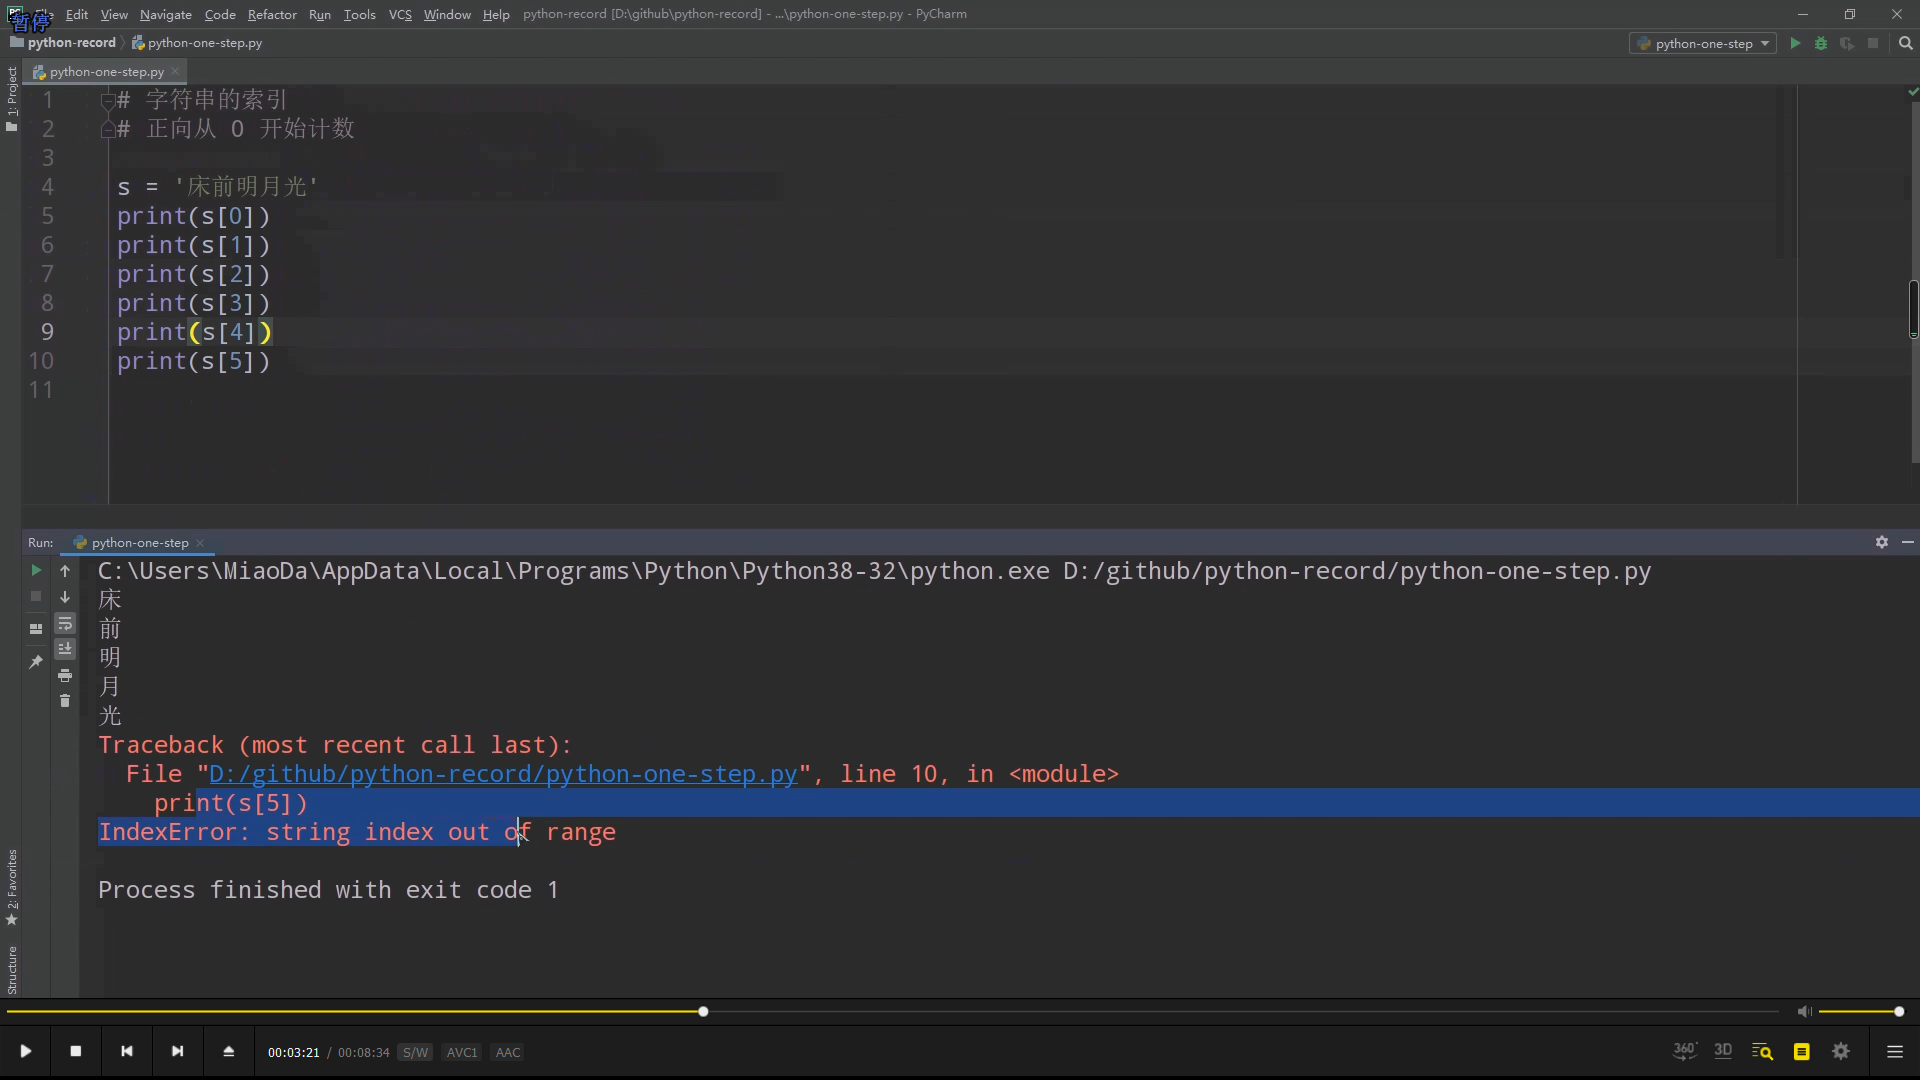 暂停
File Edit View Navigate Code Refactor Run Tools VCS Window Help python-record [D:\github\python-record] - ...\python-one-step.py - PyCharm
python-record python-one-step.py
python-one-step
python-one-step.py
1: Project
1 # 字符串的索引
2 # 正向从 0 开始计数
3
4 s = '床前明月光'
5 print(s[0])
6 print(s[1])
7 print(s[2])
8 print(s[3])
9 print(s[4])
10 print(s[5])
11
Run: python-one-step
C:\Users\MiaoDa\AppData\Local\Programs\Python\Python38-32\python.exe D:/github/python-record/python-one-step.py
床
前
明
月
光
Traceback (most recent call last):
File "D:/github/python-record/python-one-step.py", line 10, in <module>
print(s[5])
IndexError: string index out of range
Process finished with exit code 1
2: Favorites
Structure
00:03:21 / 00:08:34 S/W AVC1 AAC
360° 3D